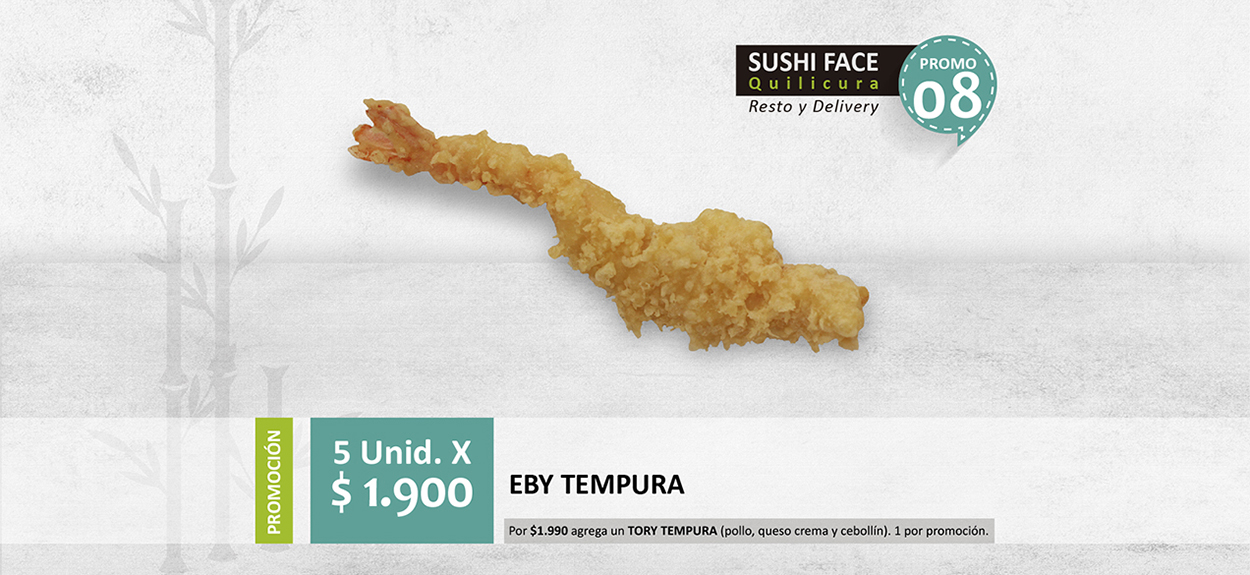 SUSHI FACE
Quilicura
Resto y Delivery
PROMO
08
PROMOCIÓN
5 Unid. X
$ 1.900
EBY TEMPURA
Por $1.990 agrega un TORY TEMPURA (pollo, queso crema y cebollín). 1 por promoción.